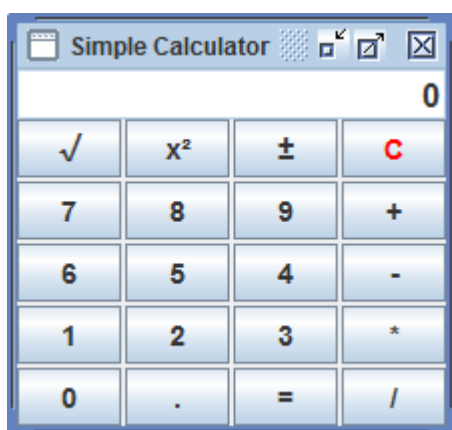 Simple Calculator
0
√ x² ± C
7 8 9 +
6 5 4 -
1 2 3 *
0 . = /